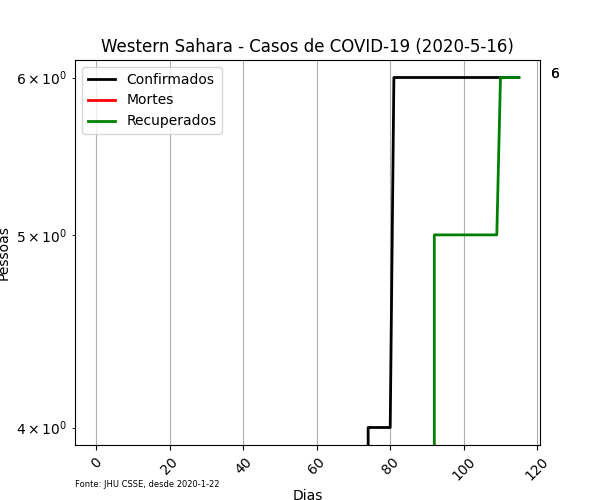 Western Sahara - Casos de COVID-19 (2020-5-16)
Confirmados
Mortes
Recuperados
6
6 × 10⁰
5 × 10⁰
4 × 10⁰
Pessoas
0 20 40 60 80 100 120
Fonte: JHU CSSE, desde 2020-1-22
Dias